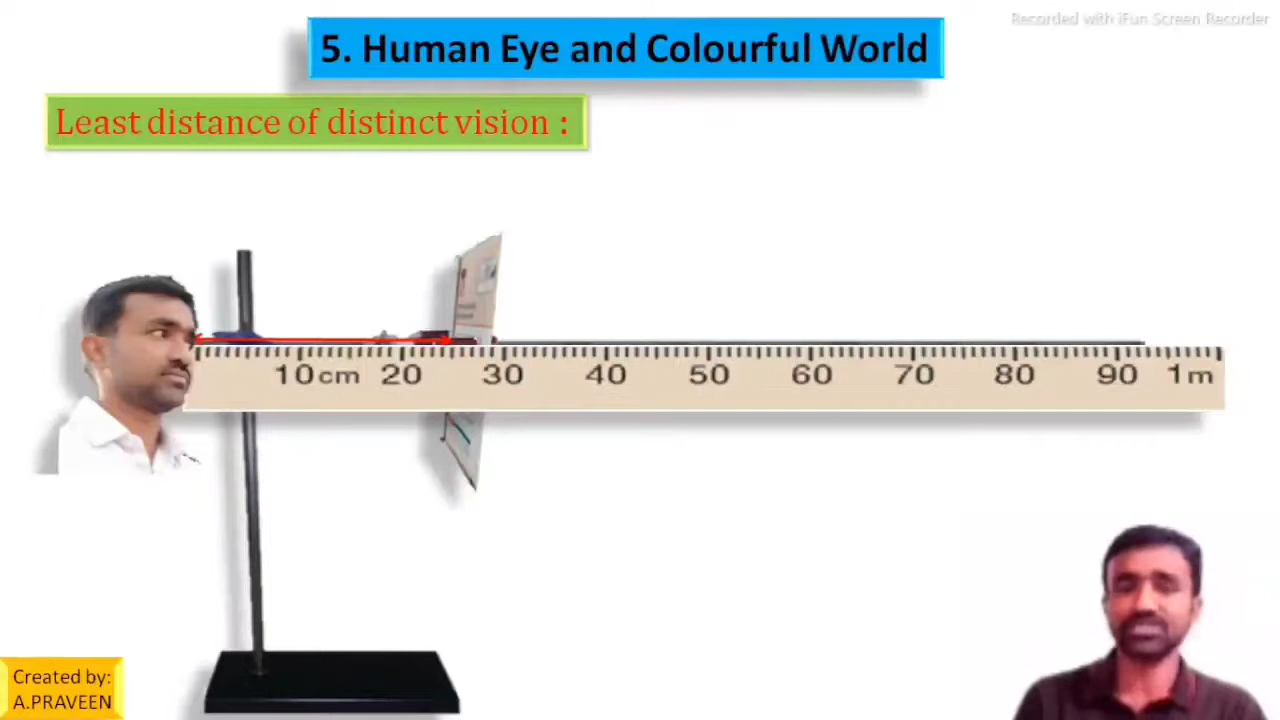 Recorded with iFun Screen Recorder
5. Human Eye and Colourful World
Least distance of distinct vision :
10cm 20 30 40 50 60 70 80 90 1m
Created by:
A.PRAVEEN